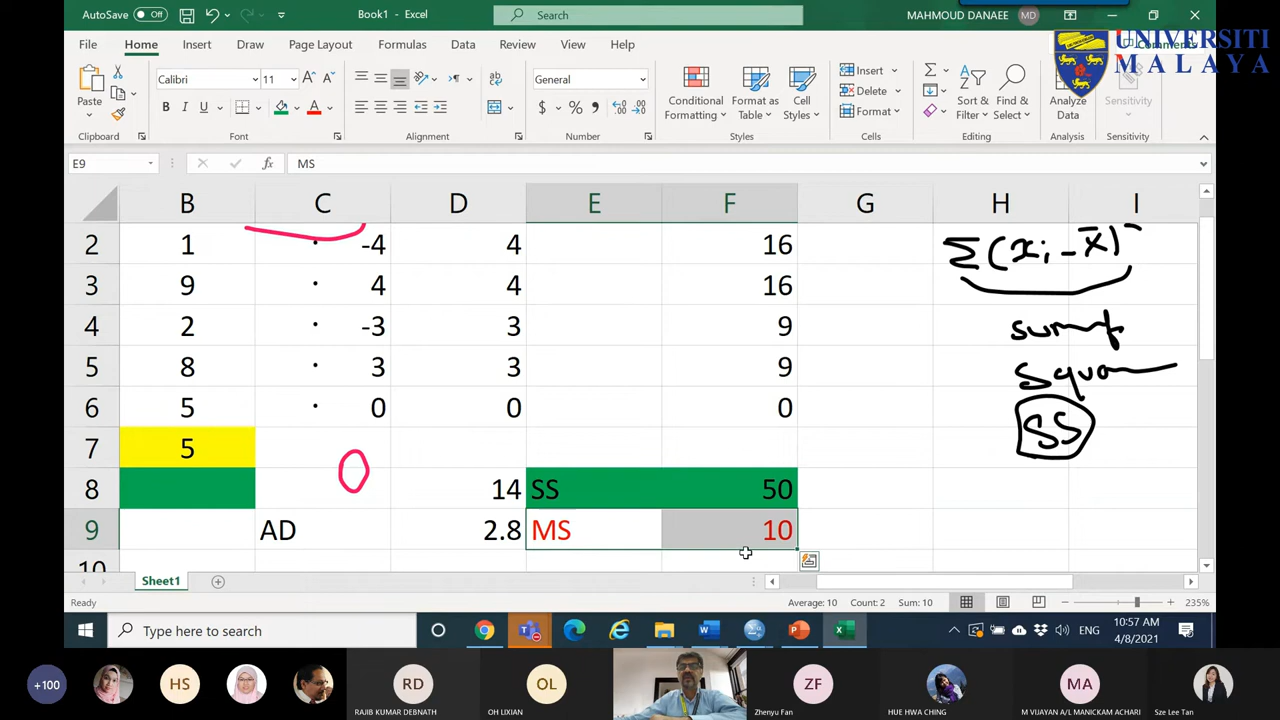 AutoSave Off
Book1 - Excel
Search
MAHMOUD DANAEE MD
UNIVERSITI
MALAYA
File Home Insert Draw Page Layout Formulas Data Review View Help
Comments
Paste
Calibri 11
General
Conditional Formatting
Format as Table
Cell Styles
Insert
Delete
Format
Sort & Filter
Find & Select
Analyze Data
Sensitivity
Clipboard Font Alignment Number Styles Cells Editing Analysis Sensitivity
E9 fx MS
B C D E F G H I
2 1 -4 4 16
3 9 4 4 16
4 2 -3 3 9
5 8 3 3 9
6 5 0 0 0
7 5
8 14 SS 50
9 AD 2.8 MS 10
10
Σ(xi-x̄)
sum of
Squa
SS
0
Sheet1
Ready
Average: 10 Count: 2 Sum: 10
235%
Type here to search
ENG
10:57 AM
4/8/2021
+100
HS
RD
OL
ZF
MA
RAJIB KUMAR DEBNATH
OH LIXIAN
Zhenyu Fan
HUE HWA CHING
M VIJAYAN A/L MANICKAM ACHARI
Sze Lee Tan